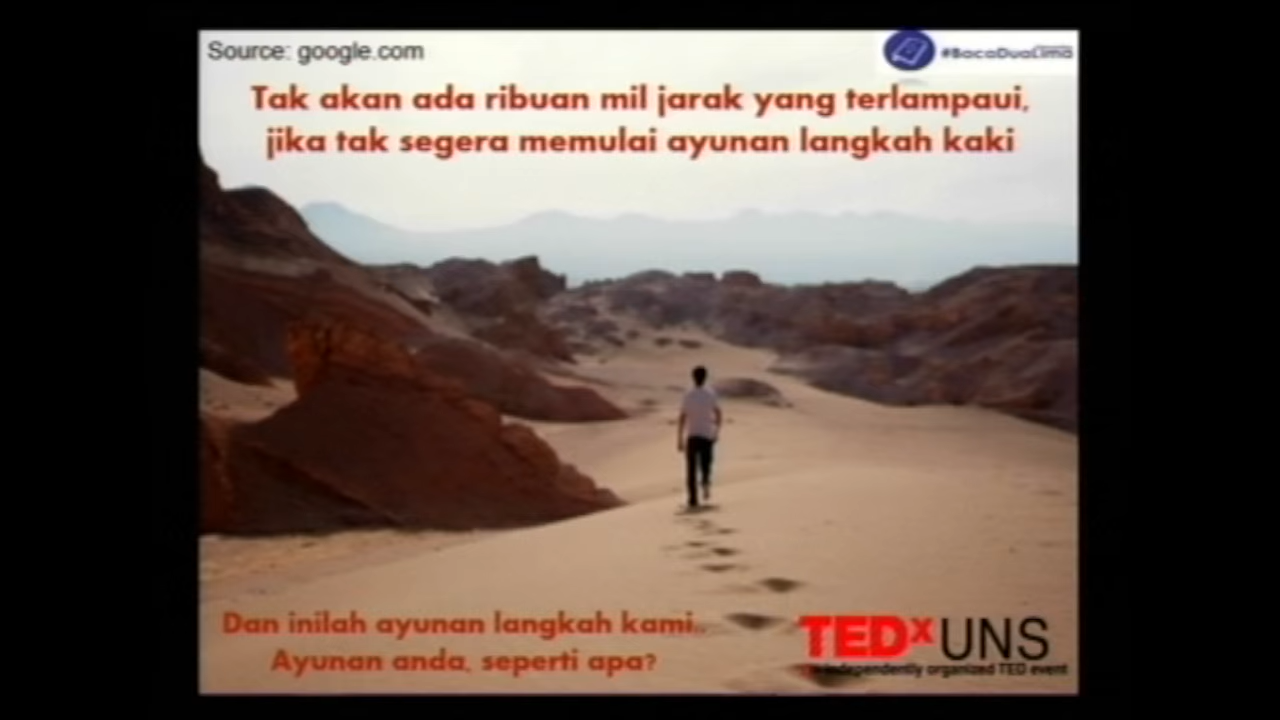 Source: google.com
#BacaDuaLima
Tak akan ada ribuan mil jarak yang terlampaui,
jika tak segera memulai ayunan langkah kaki
Dan inilah ayunan langkah kami..
Ayunan anda, seperti apa?
TEDxUNS
independently organized TED event